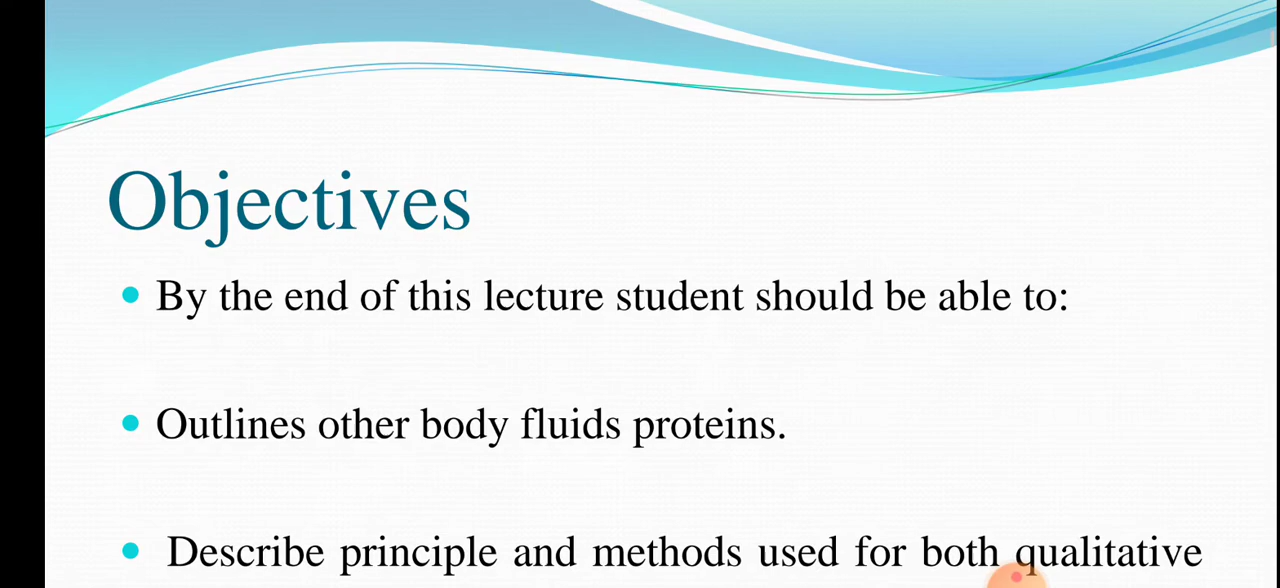 Objectives
By the end of this lecture student should be able to:
Outlines other body fluids proteins.
Describe principle and methods used for both qualitative